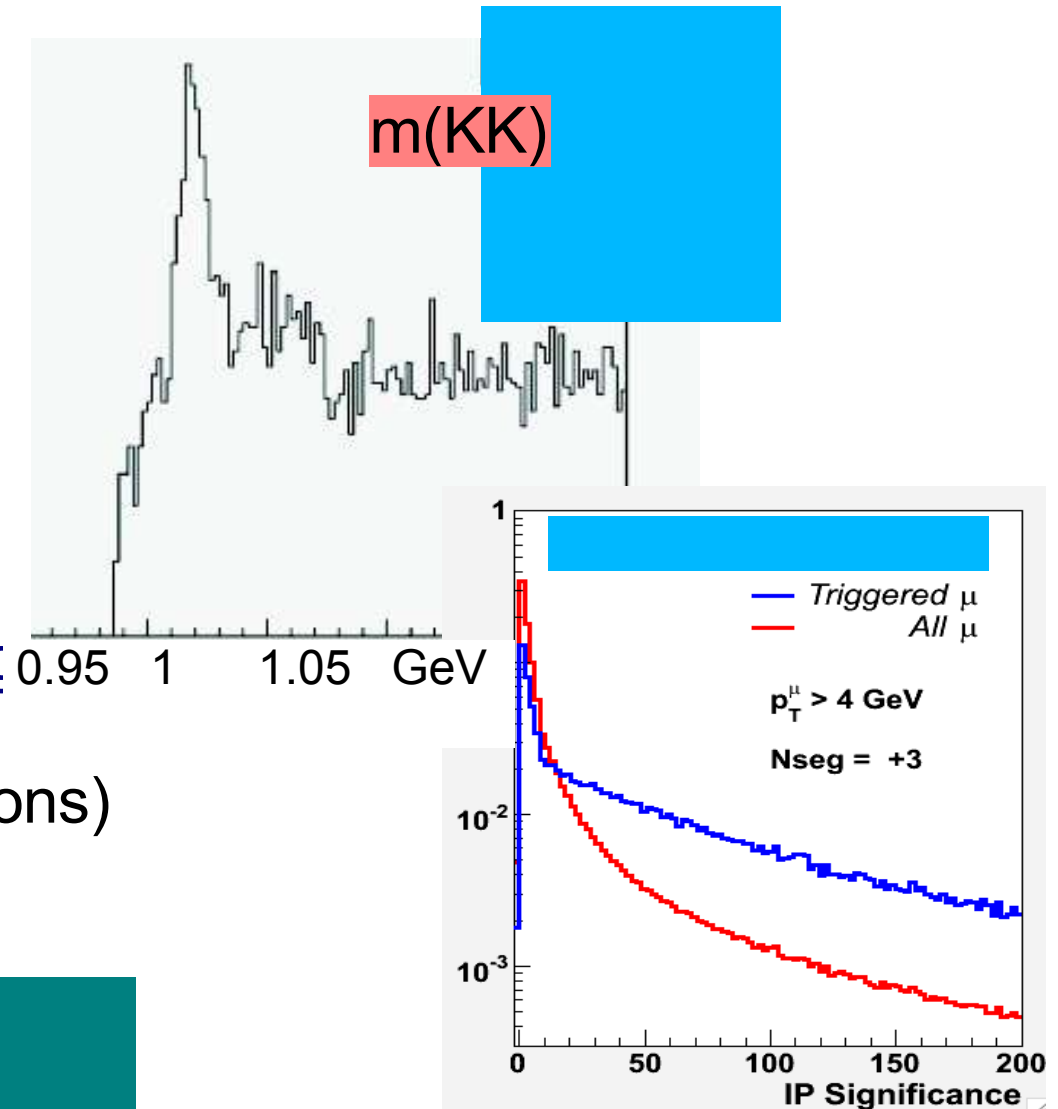 m(KK)
0.95 1 1.05 GeV
ons)
1
10-2
10-3
Triggered μ
All μ
pTμ > 4 GeV
Nseg = +3
0 50 100 150 200
IP Significance